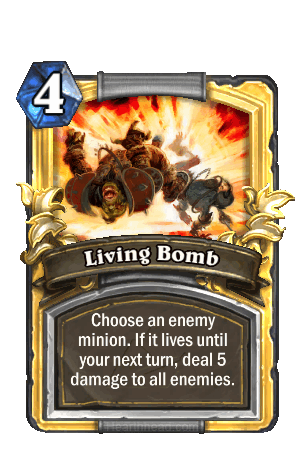 4
Living Bomb
Choose an enemy
minion. If it lives until
your next turn, deal 5
damage to all enemies.